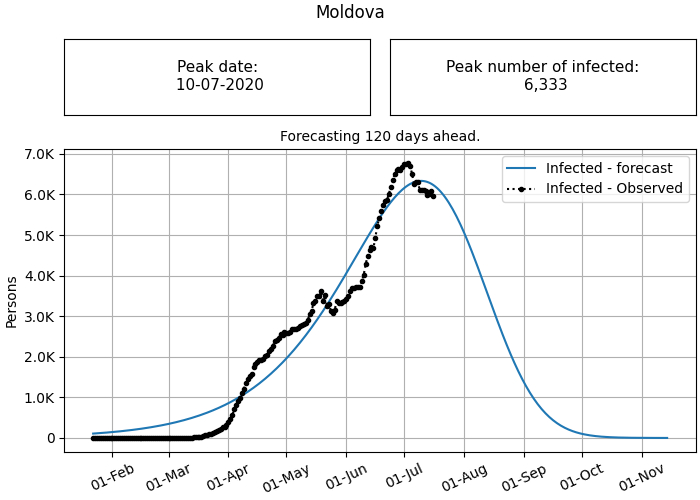 Moldova
Peak date:
10-07-2020
Peak number of infected:
6,333
Forecasting 120 days ahead.
Infected - forecast
Infected - Observed
Persons
7.0K
6.0K
5.0K
4.0K
3.0K
2.0K
1.0K
0
01-Feb
01-Mar
01-Apr
01-May
01-Jun
01-Jul
01-Aug
01-Sep
01-Oct
01-Nov